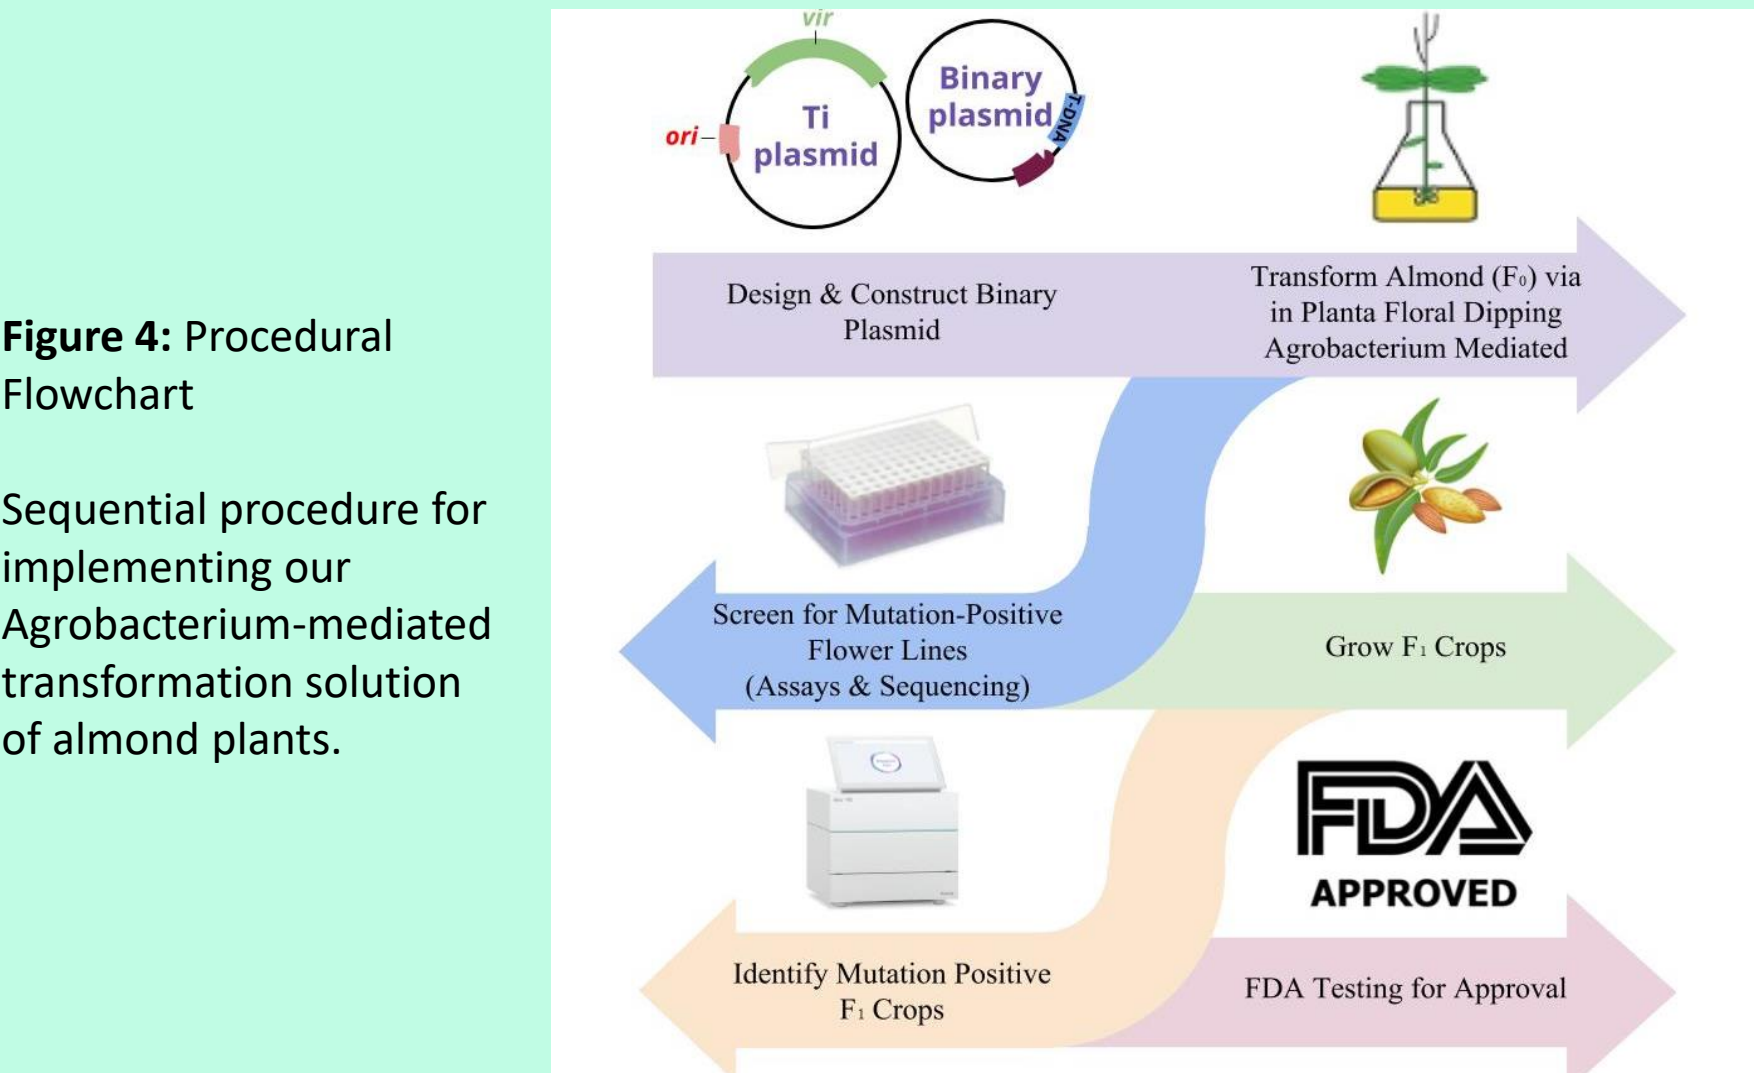 Figure 4: Procedural
Flowchart
Sequential procedure for
implementing our
Agrobacterium-mediated
transformation solution
of almond plants.
vir
ori
Ti
plasmid
Binary
plasmid
T-DNA
Design & Construct Binary
Plasmid
Transform Almond (F₀) via
in Planta Floral Dipping
Agrobacterium Mediated
Screen for Mutation-Positive
Flower Lines
(Assays & Sequencing)
Grow F₁ Crops
FDA
APPROVED
Identify Mutation Positive
F₁ Crops
FDA Testing for Approval